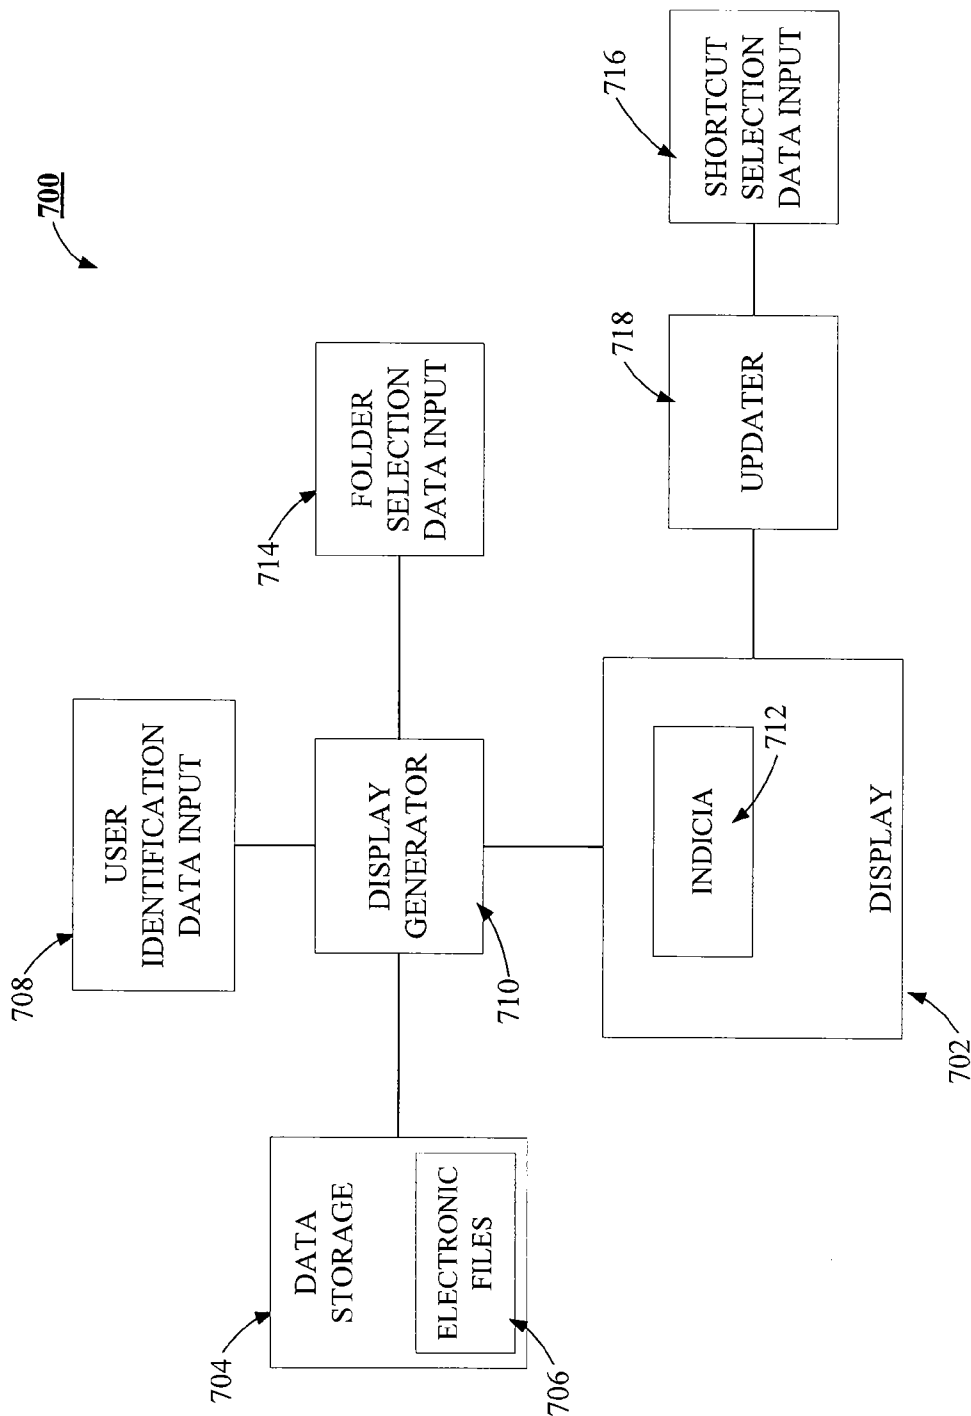 700
708
USER
IDENTIFICATION
DATA INPUT
704
DATA
STORAGE
ELECTRONIC
FILES
706
DISPLAY
GENERATOR
710
714
FOLDER
SELECTION
DATA INPUT
INDICIA
712
DISPLAY
702
718
UPDATER
716
SHORTCUT
SELECTION
DATA INPUT